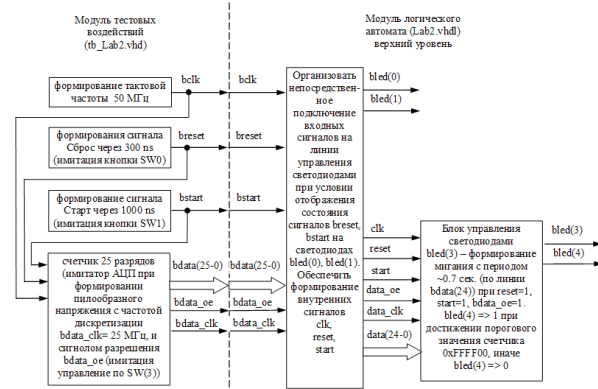 Модуль тестовых
воздействий
(tb_Lab2.vhd)
Модуль логического
автомата (Lab2.vhdl)
верхний уровень
формирование тактовой
частоты 50 МГц
bclk
bclk
формирования сигнала
Сброс через 300 ns
(имитация кнопки SW0)
breset
breset
формирование сигнала
Старт через 1000 ns
(имитация кнопки SW1)
bstart
bstart
счетчик 25 разрядов
(имитатор АЦП при
формировании
пилообразного
напряжения с частотой
дискретизации
bdata_clk= 25 МГц, и
сигнолом разрешения
bdata_oe (имитация
управление по SW(3))
bdata(25-0)
bdata(25-0)
bdata_oe
bdata_oe
bdata_clk
bdata_clk
Организовать
непосредствен-
ное
подключение
входных
сигналов на
линии
управления
светодиодами
при условии
отображения
состояния
сигналов breset,
bstart на
светодиодах
bled(0), bled(1).
Обеспечить
формирование
внутренних
сигналов
clk,
reset,
start
bled(0)
bled(1)
clk
reset
start
data_oe
data_clk
data(24-0)
Блок управления
светодиодами
bled(3) – формирование
мигания с периодом
~0.7 сек. (по линии
bdata(24)) при reset=1,
start=1, bdata_oe=1.
bled(4) => 1 при
достижении порогового
значения счетчика
0xFFFF00, иначе
bled(4) => 0
bled(3)
bled(4)